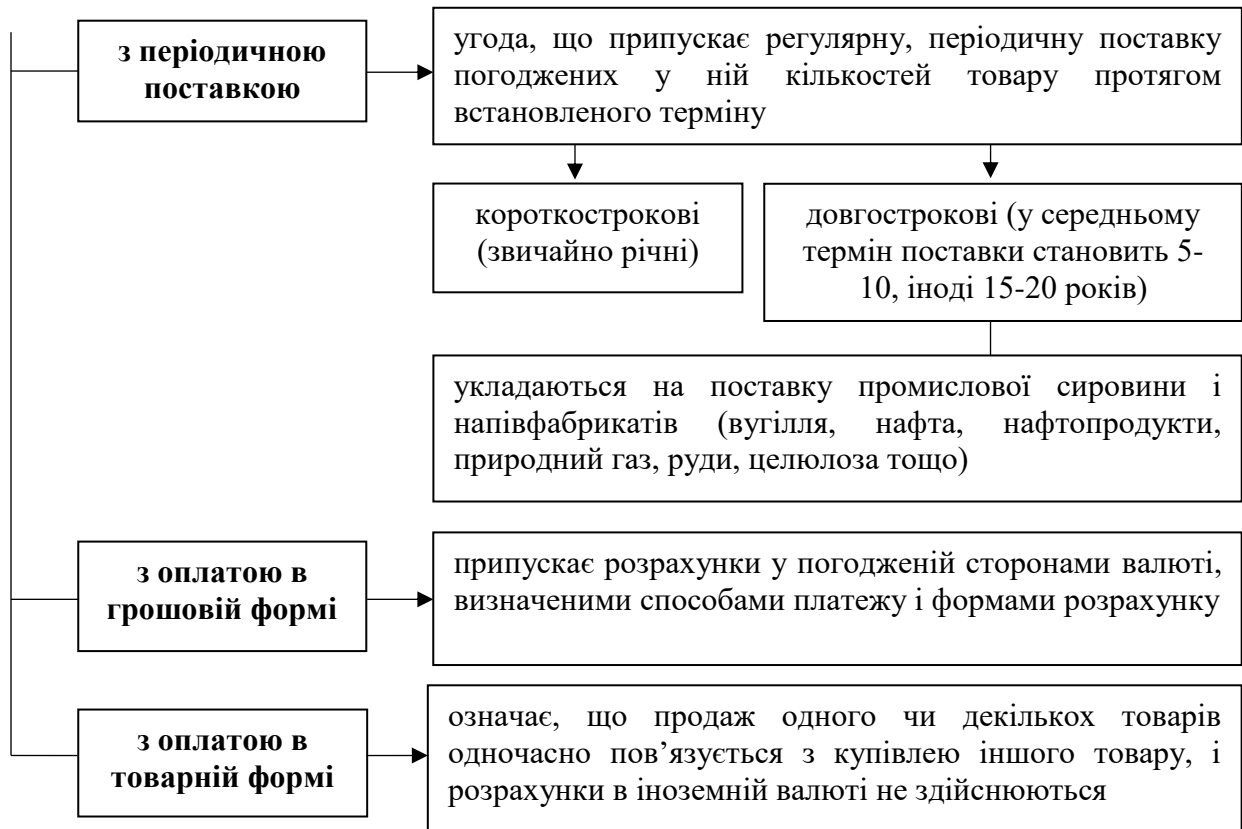 з періодичною
поставкою
угода, що припускає регулярну, періодичну поставку
погоджених у ній кількостей товару протягом
встановленого терміну
короткострокові
(звичайно річні)
довгострокові (у середньому
термін поставки становить 5-
10, іноді 15-20 років)
укладаються на поставку промислової сировини і
напівфабрикатів (вугілля, нафта, нафтопродукти,
природний газ, руди, целюлоза тощо)
з оплатою в
грошовій формі
припускає розрахунки у погодженій сторонами валюті,
визначеними способами платежу і формами розрахунку
з оплатою в
товарній формі
означає, що продаж одного чи декількох товарів
одночасно пов’язується з купівлею іншого товару, і
розрахунки в іноземній валюті не здійснюються